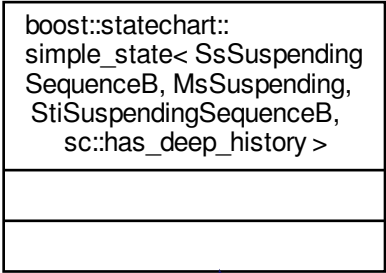 boost::statechart::
simple_state< SsSuspending
SequenceB, MsSuspending,
StiSuspendingSequenceB,
sc::has_deep_history >